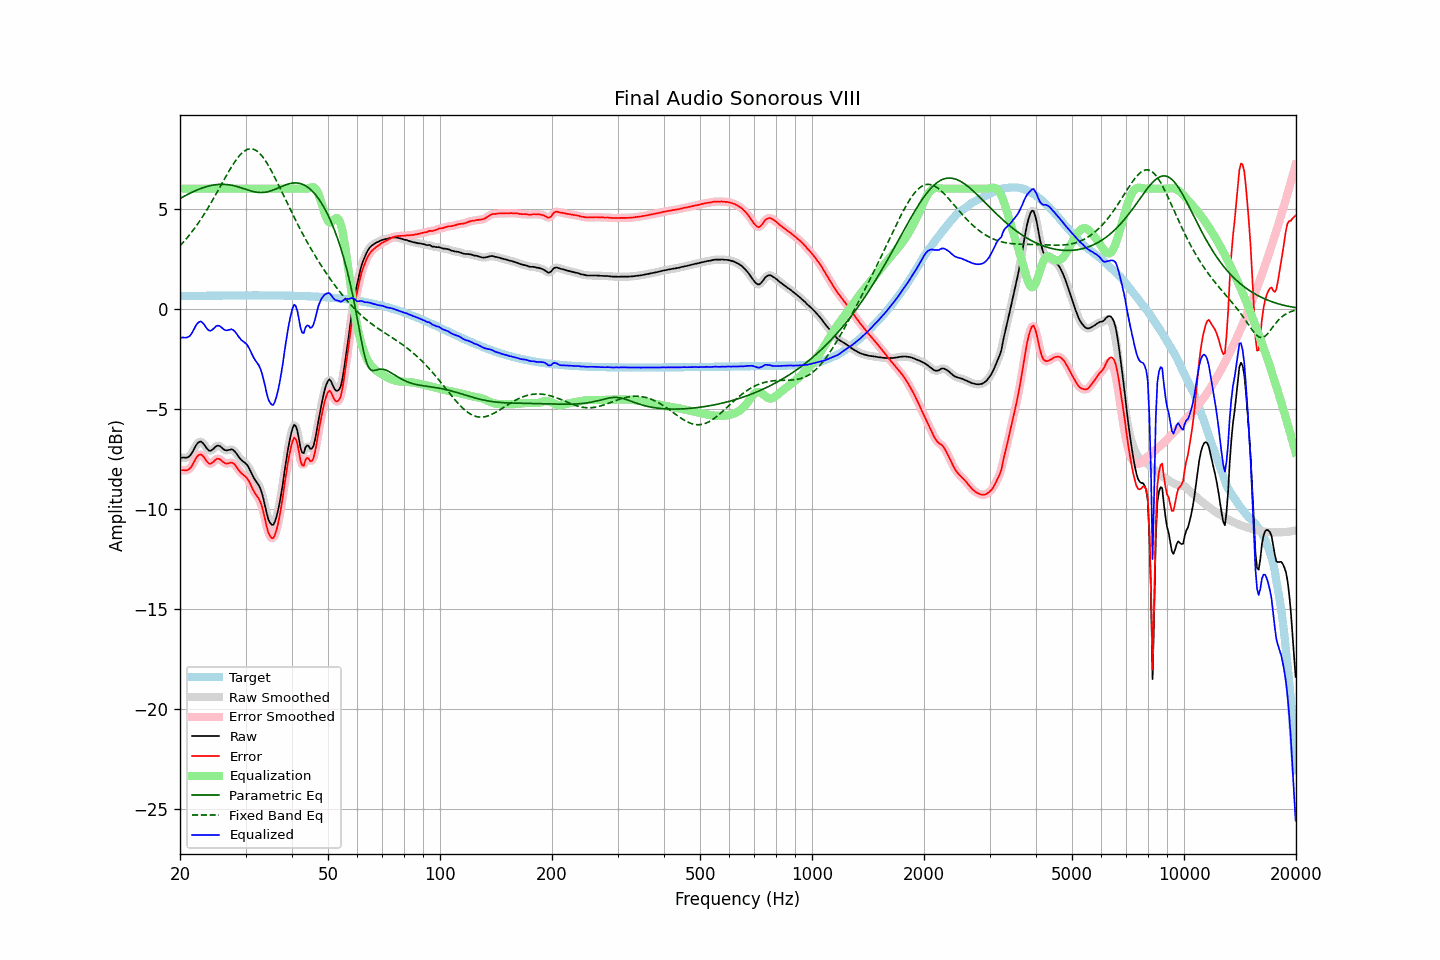 Final Audio Sonorous VIII
Amplitude (dBr)
5
0
−5
−10
−15
−20
−25
Target
Raw Smoothed
Error Smoothed
Raw
Error
Equalization
Parametric Eq
Fixed Band Eq
Equalized
20 50 100 200 500 1000 2000 5000 10000 20000
Frequency (Hz)